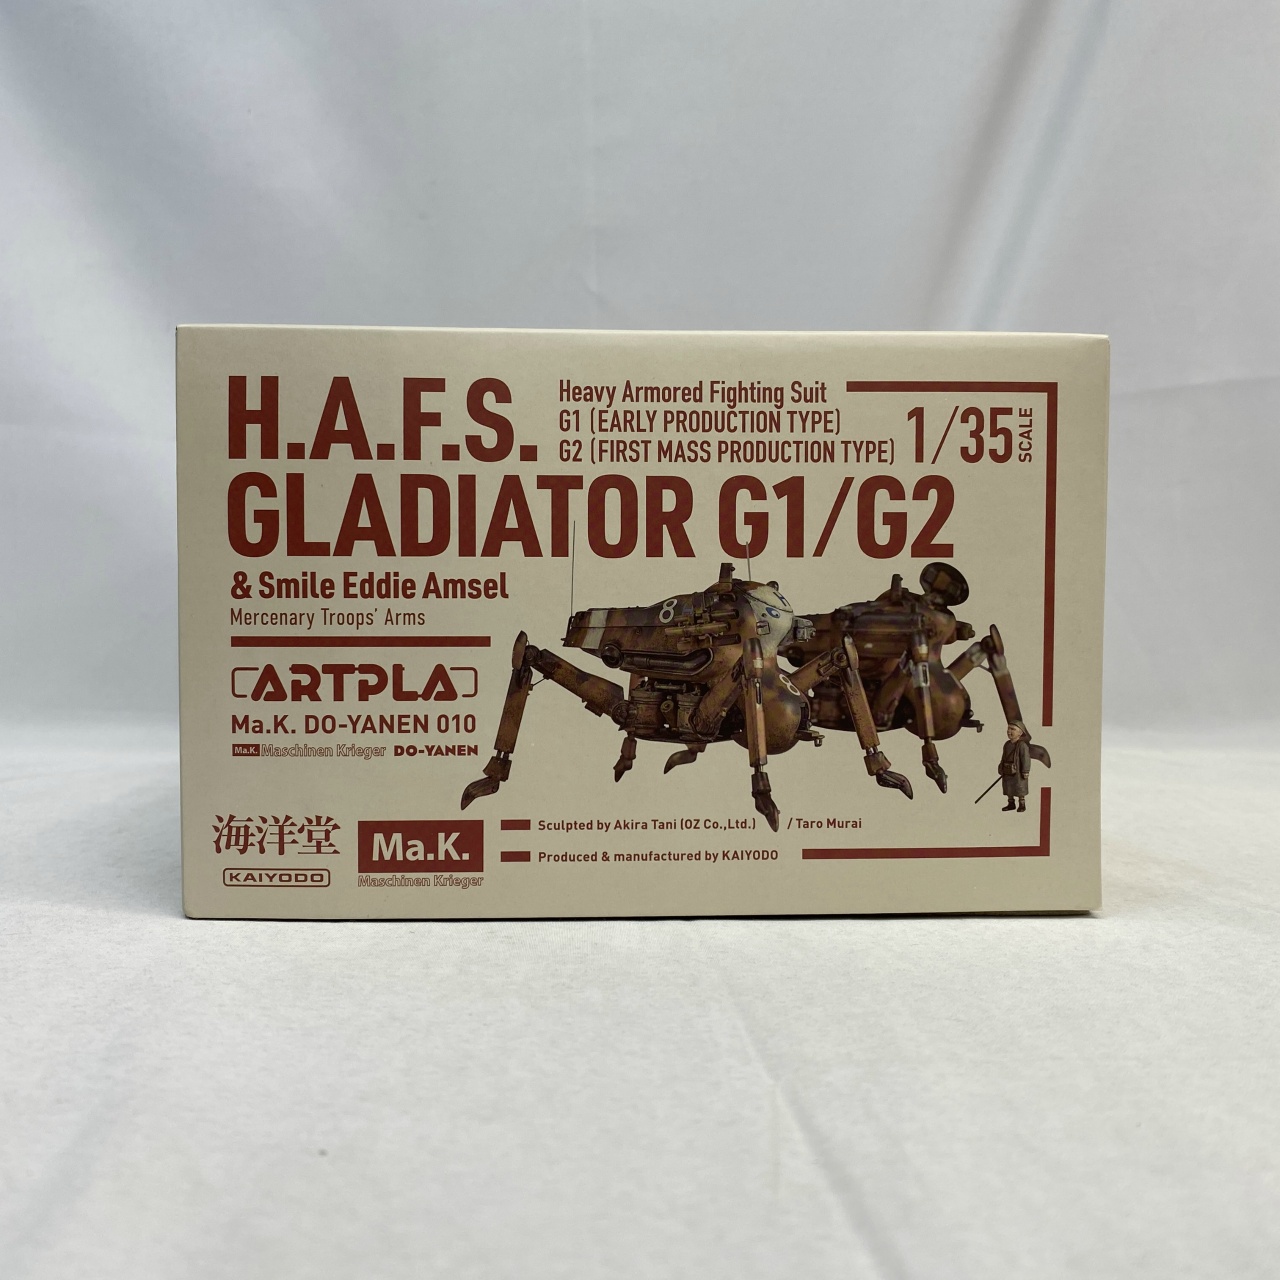 H.A.F.S.
Heavy Armored Fighting Suit
G1 (EARLY PRODUCTION TYPE)
G2 (FIRST MASS PRODUCTION TYPE)
1/35 SCALE
GLADIATOR G1/G2
& Smile Eddie Amsel
Mercenary Troops' Arms
ARTPLA
Ma.K. DO-YANEN 010
Ma.K. Maschinen Krieger DO-YANEN
8
8
海洋堂
KAIYODO
Ma.K.
Maschinen Krieger
Sculpted by Akira Tani (OZ Co.,Ltd.) / Taro Murai
Produced & manufactured by KAIYODO